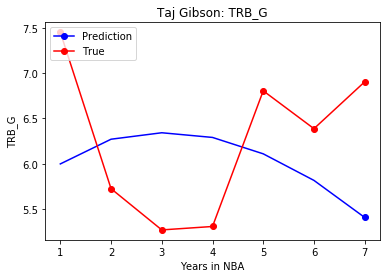 Taj Gibson: TRB_G
7.5
7.0
6.5
6.0
5.5
TRB_G
Prediction
True
1 2 3 4 5 6 7
Years in NBA